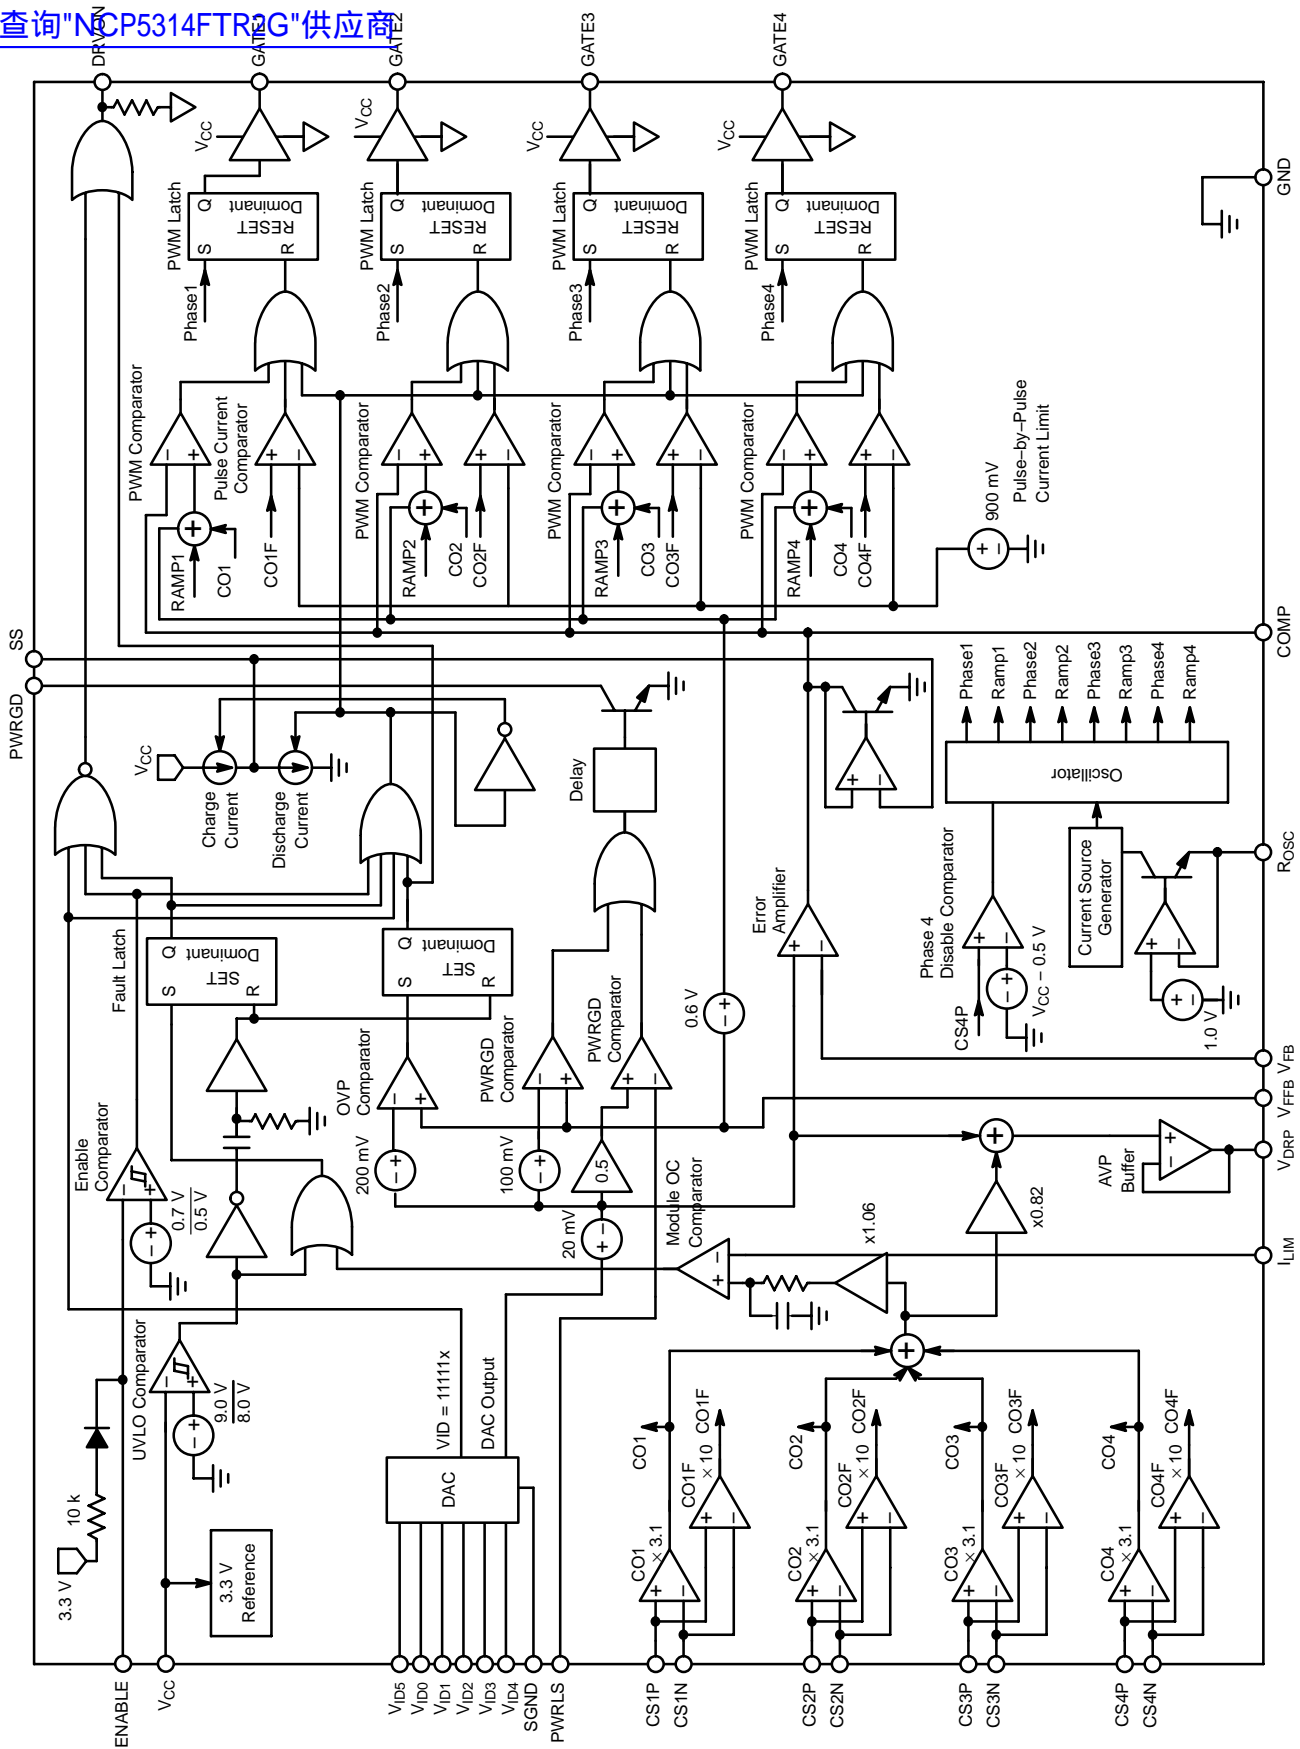 查询"NCP5314FTR2G"供应商
DRVON
GATE1
GATE2
GATE3
GATE4
VCC
VCC
VCC
VCC
PWM Latch
S Q
R
RESET
Dominant
PWM Latch
S Q
R
RESET
Dominant
PWM Latch
S Q
R
RESET
Dominant
PWM Latch
S Q
R
RESET
Dominant
GND
Phase1
Phase2
Phase3
Phase4
PWM Comparator
Pulse Current
Comparator
PWM Comparator
PWM Comparator
PWM Comparator
RAMP1
CO1
CO1F
RAMP2
CO2
CO2F
RAMP3
CO3
CO3F
RAMP4
CO4
CO4F
900 mV
Pulse–by–Pulse
Current Limit
SS
PWRGD
COMP
VCC
Charge
Current
Discharge
Current
Delay
Phase1
Ramp1
Phase2
Ramp2
Phase3
Ramp3
Phase4
Ramp4
Oscillator
Current Source
Generator
ROSC
1.0 V
Phase 4
Disable Comparator
CS4P
VCC – 0.5 V
Error
Amplifier
0.6 V
Fault Latch
S Q
R
SET
Dominant
S Q
R
SET
Dominant
OVP
Comparator
200 mV
PWRGD
Comparator
100 mV
PWRGD
Comparator
0.5
20 mV
VFB
VFFB
VDRP
ILIM
AVP
Buffer
x0.82
x1.06
Module OC
Comparator
Enable
Comparator
0.7 V
0.5 V
UVLO Comparator
9.0 V
8.0 V
3.3 V
10 k
3.3 V
Reference
VID = 11111x
DAC Output
DAC
ENABLE
VCC
VID5
VID0
VID1
VID2
VID3
VID4
SGND
PWRLS
CS1P
CS1N
CS2P
CS2N
CS3P
CS3N
CS4P
CS4N
CO1
× 3.1
CO1F
× 10
CO1
CO1F
CO2
× 3.1
CO2F
× 10
CO2
CO2F
CO3
× 3.1
CO3F
× 10
CO3
CO3F
CO4
× 3.1
CO4F
× 10
CO4
CO4F